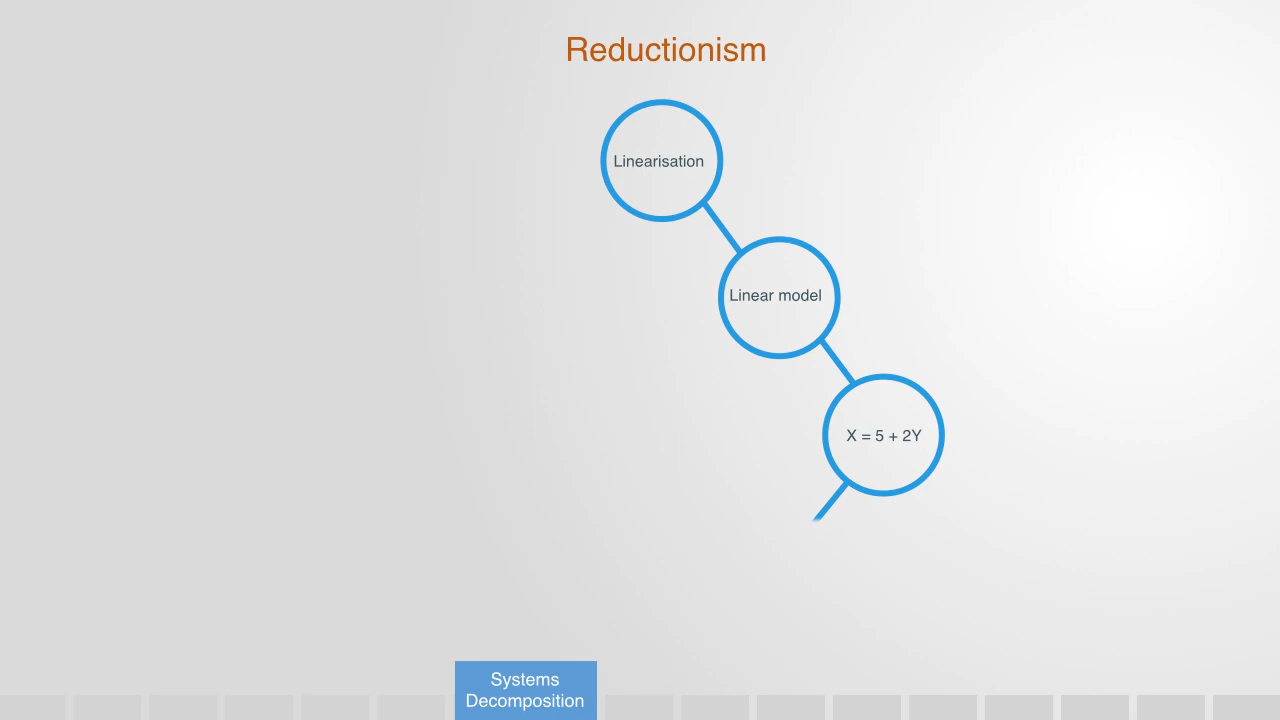 Reductionism
Linearisation
Linear model
X = 5 + 2Y
Systems
Decomposition